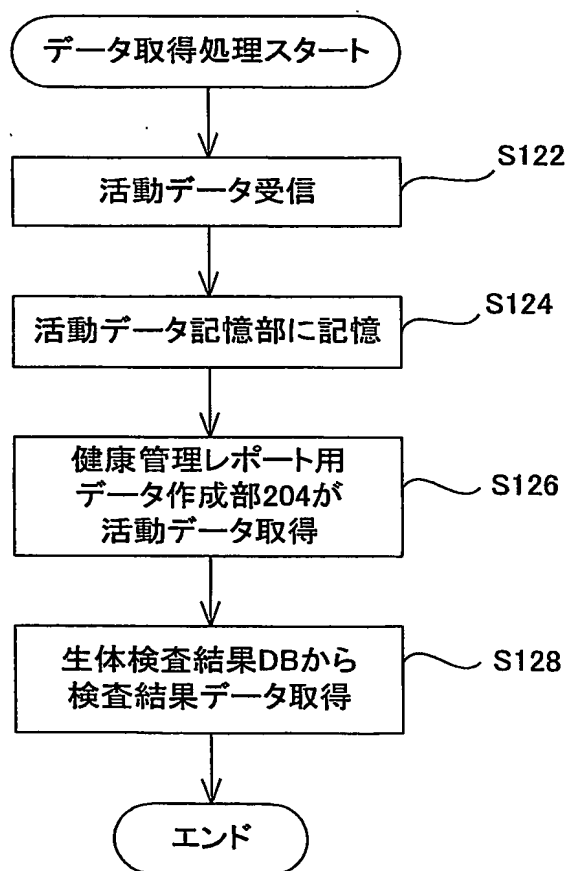 データ取得処理スタート
活動データ受信
S122
活動データ記憶部に記憶
S124
健康管理レポート用
データ作成部204が
活動データ取得
S126
生体検査結果DBから
検査結果データ取得
S128
エンド